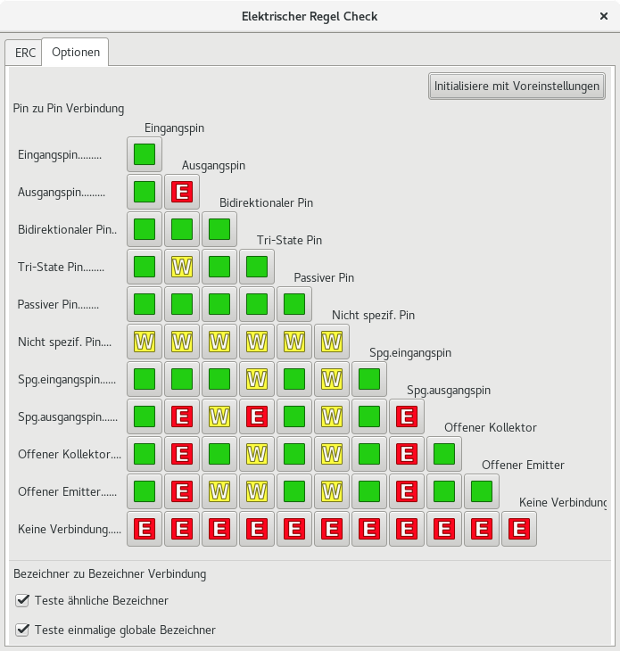 Elektrischer Regel Check ×
ERC Optionen
Initialisiere mit Voreinstellungen
Pin zu Pin Verbindung
Eingangspin
Eingangspin.........
Ausgangspin
Ausgangspin......... E
Bidirektionaler Pin
Bidirektionaler Pin..
Tri-State Pin
Tri-State Pin........ W
Passiver Pin
Passiver Pin........
Nicht spezif. Pin
Nicht spezif. Pin.... W W W W W W
Spg.eingangspin
Spg.eingangspin...... W W
Spg.ausgangspin
Spg.ausgangspin...... E W E W E
Offener Kollektor
Offener Kollektor.... E W W E
Offener Emitter
Offener Emitter...... E W W W E
Keine Verbindung
Keine Verbindung..... E E E E E E E E E E E
Bezeichner zu Bezeichner Verbindung
Teste ähnliche Bezeichner
Teste einmalige globale Bezeichner